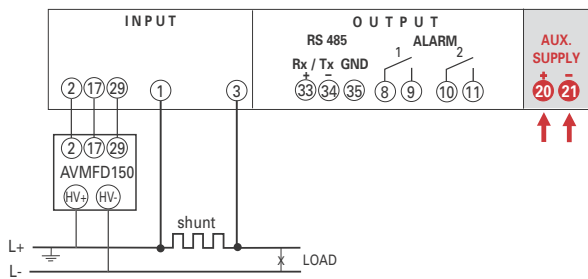 INPUT
OUTPUT
RS 485
ALARM
AUX.
SUPPLY
Rx / Tx GND
1
2
+ −
+ −
2 17 29 1 3
33 34 35 8 9 10 11 20 21
2 17 29
AVMFD150
HV+ HV-
shunt
L+
X LOAD
L-